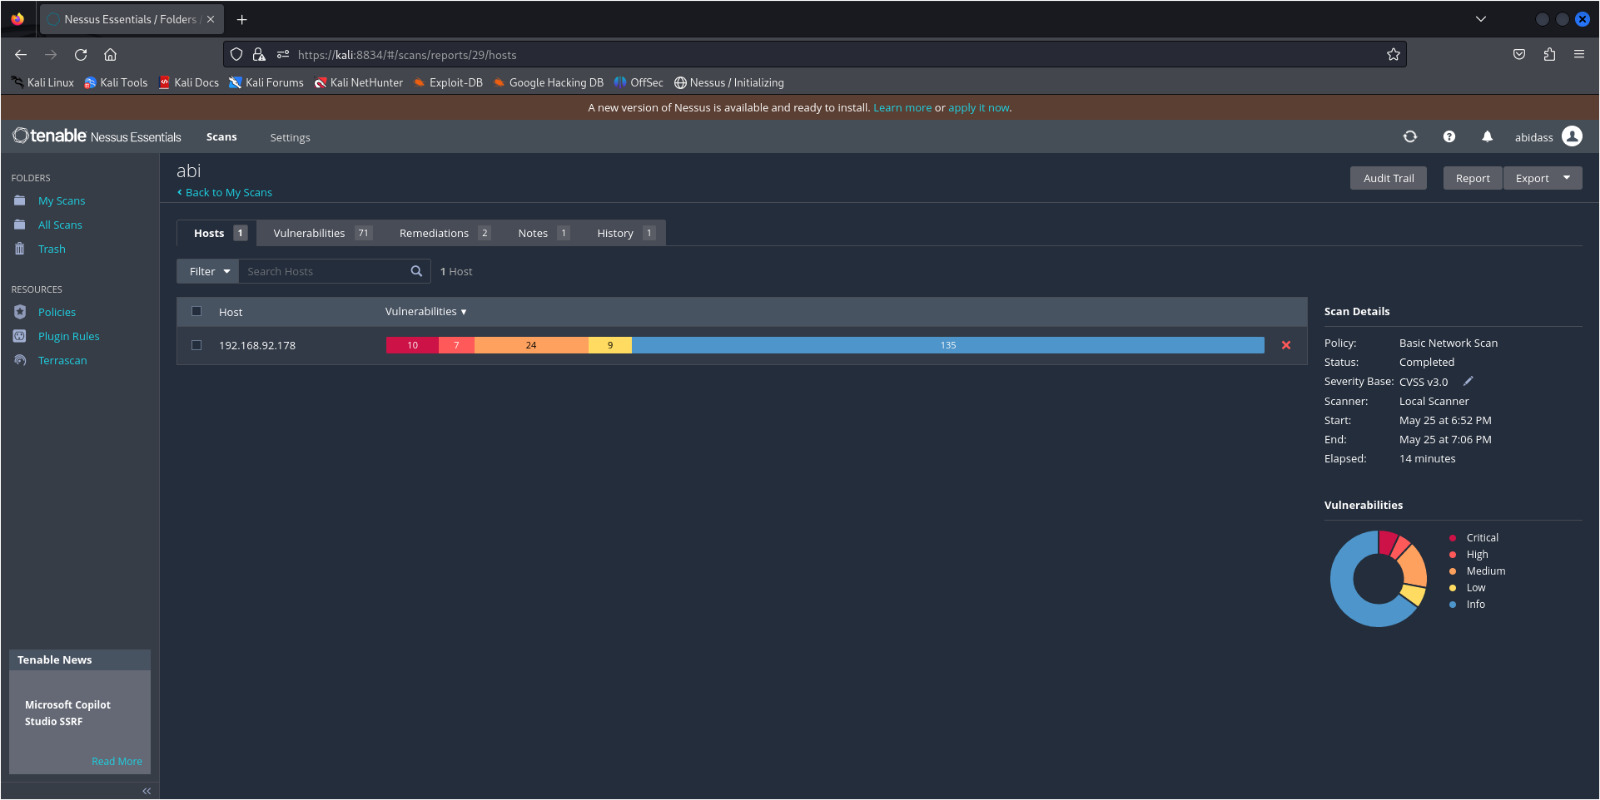 Nessus Essentials / Folders /
https://kali:8834/#/scans/reports/29/hosts
Kali Linux Kali Tools Kali Docs Kali Forums Kali NetHunter Exploit-DB Google Hacking DB OffSec Nessus / Initializing
A new version of Nessus is available and ready to install. Learn more or apply it now.
tenable Nessus Essentials Scans Settings abidass
FOLDERS
My Scans
All Scans
Trash
RESOURCES
Policies
Plugin Rules
Terrascan
Tenable News
Microsoft Copilot
Studio SSRF
Read More
abi
Back to My Scans
Audit Trail Report Export
Hosts 1 Vulnerabilities 71 Remediations 2 Notes 1 History 1
Filter Search Hosts 1 Host
Host Vulnerabilities
192.168.92.178 10 7 24 9 135
Scan Details
Policy: Basic Network Scan
Status: Completed
Severity Base: CVSS v3.0
Scanner: Local Scanner
Start: May 25 at 6:52 PM
End: May 25 at 7:06 PM
Elapsed: 14 minutes
Vulnerabilities
Critical
High
Medium
Low
Info